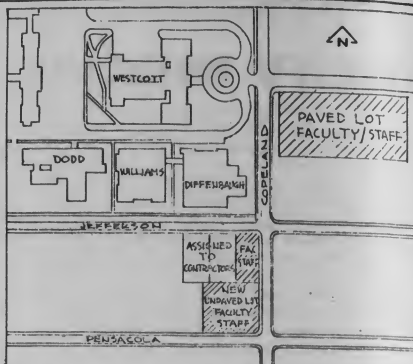 N
WESTCOTT
PAVED LOT
FACULTY/STAFF
COPELAND
DODD
WILLIAMS
DIFFENBAUGH
JEFFERSON
ASSIGNED
TO
CONTRACTORS
FAC
STAFF
NEW
UNPAVED LOT
FACULTY
STAFF
PENSACOLA